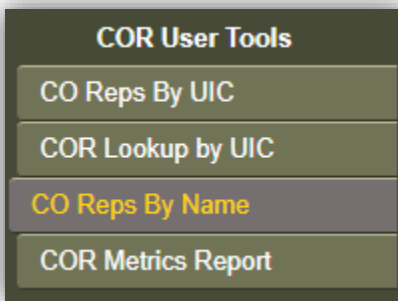 COR User Tools
CO Reps By UIC
COR Lookup by UIC
CO Reps By Name
COR Metrics Report